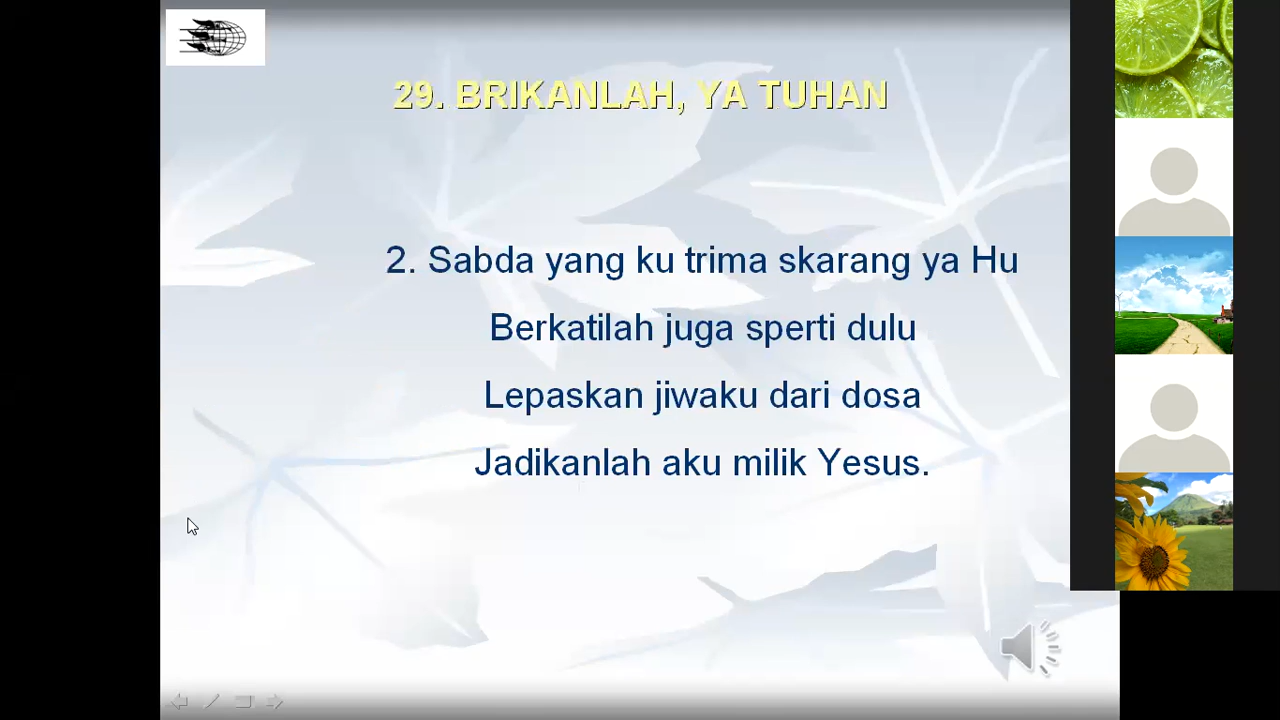 29. BRIKANLAH, YA TUHAN
2. Sabda yang ku trima skarang ya Hu
Berkatilah juga sperti dulu
Lepaskan jiwaku dari dosa
Jadikanlah aku milik Yesus.